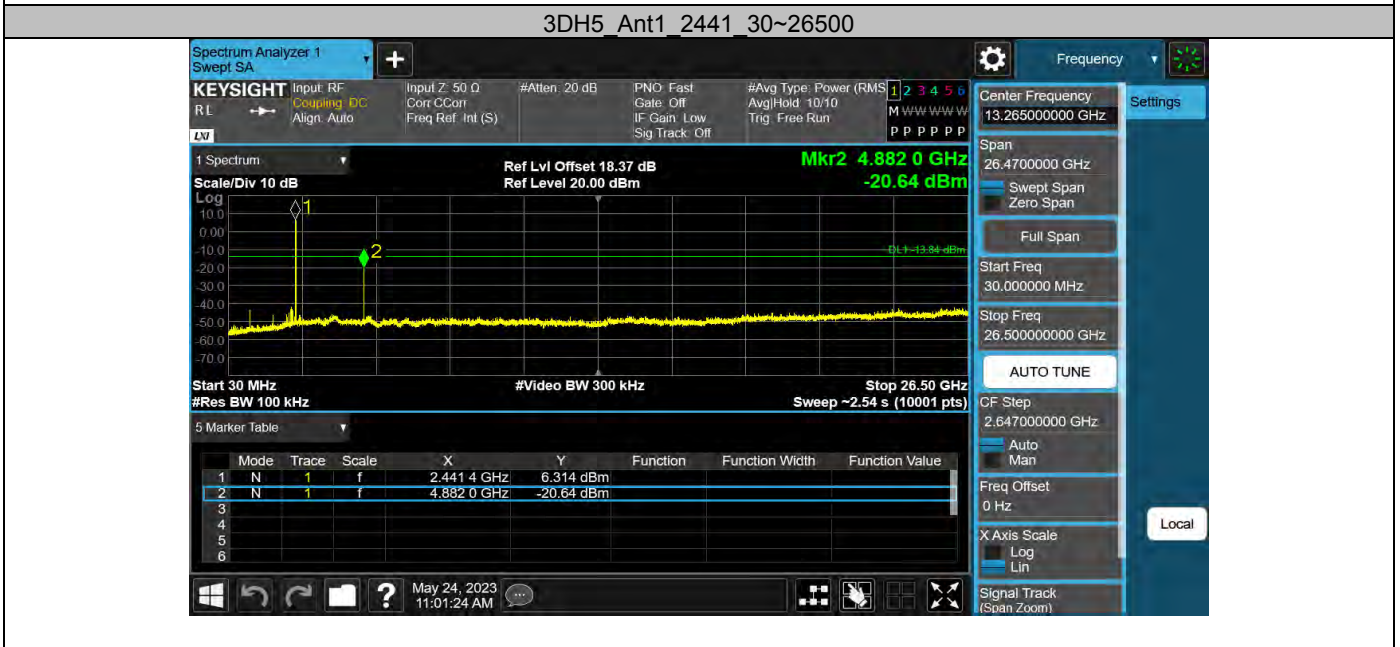 3DH5_Ant1_2441_30~26500
Spectrum Analyzer 1
Swept SA
Frequency
KEYSIGHT
RL
LXI
Input: RF
Coupling: DC
Align: Auto
Input Z: 50 Ω
Corr CCorr
Freq Ref: Int (S)
#Atten: 20 dB
PNO: Fast
Gate: Off
IF Gain: Low
Sig Track: Off
#Avg Type: Power (RMS
Avg|Hold: 10/10
Trig: Free Run
1 2 3 4 5 6
M W W W W W
P P P P P P
1 Spectrum
Scale/Div 10 dB
Ref Lvl Offset 18.37 dB
Ref Level 20.00 dBm
Mkr2 4.882 0 GHz
-20.64 dBm
Log
10.0
0.00
-10.0
-20.0
-30.0
-40.0
-50.0
-60.0
-70.0
1
2
DL1 -13.84 dBm
Start 30 MHz
#Res BW 100 kHz
#Video BW 300 kHz
Stop 26.50 GHz
Sweep ~2.54 s (10001 pts)
5 Marker Table
Mode Trace Scale X Y Function Function Width Function Value
1 N 1 f 2.441 4 GHz 6.314 dBm
2 N 1 f 4.882 0 GHz -20.64 dBm
3
4
5
6
May 24, 2023
11:01:24 AM
Center Frequency
13.265000000 GHz
Settings
Span
26.4700000 GHz
Swept Span
Zero Span
Full Span
Start Freq
30.000000 MHz
Stop Freq
26.500000000 GHz
AUTO TUNE
CF Step
2.647000000 GHz
Auto
Man
Freq Offset
0 Hz
Local
X Axis Scale
Log
Lin
Signal Track
(Span Zoom)